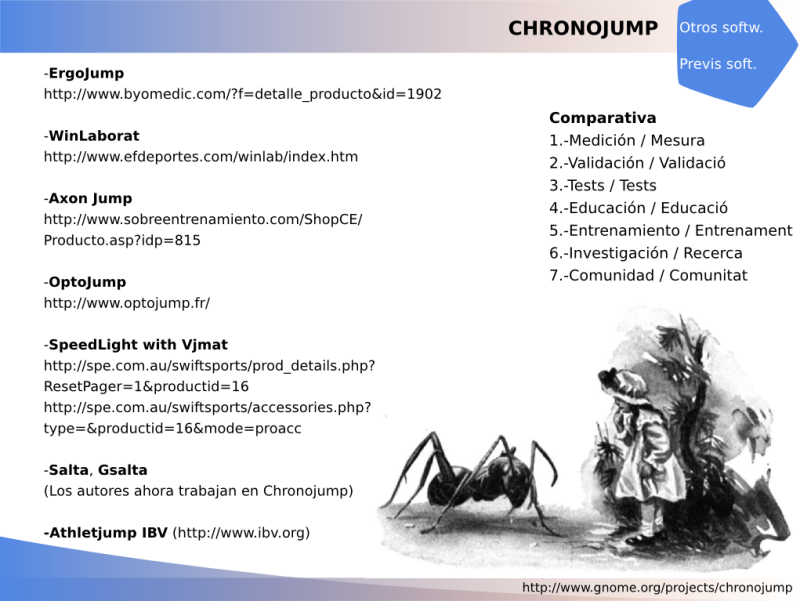 CHRONOJUMP
Otros softw.
Previs soft.
-ErgoJump
http://www.byomedic.com/?f=detalle_producto&id=1902
-WinLaborat
http://www.efdeportes.com/winlab/index.htm
-Axon Jump
http://www.sobreentrenamiento.com/ShopCE/
Producto.asp?idp=815
-OptoJump
http://www.optojump.fr/
-SpeedLight with Vjmat
http://spe.com.au/swiftsports/prod_details.php?
ResetPager=1&productid=16
http://spe.com.au/swiftsports/accessories.php?
type=&productid=16&mode=proacc
-Salta, Gsalta
(Los autores ahora trabajan en Chronojump)
-Athletjump IBV (http://www.ibv.org)
Comparativa
1.-Medición / Mesura
2.-Validación / Validació
3.-Tests / Tests
4.-Educación / Educació
5.-Entrenamiento / Entrenament
6.-Investigación / Recerca
7.-Comunidad / Comunitat
http://www.gnome.org/projects/chronojump